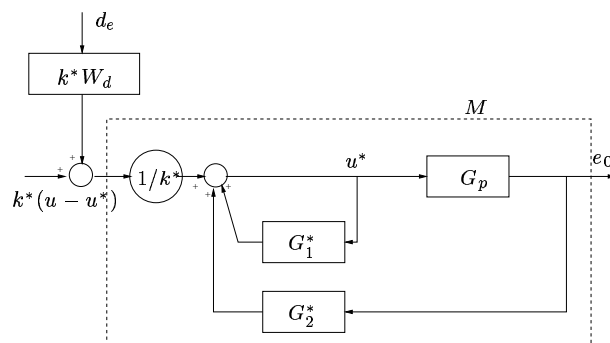 d_e
k*W_d
M
+
+
k*(u − u*)
1/k*
+
+
+
u*
G_p
e_0
G_1^*
G_2^*